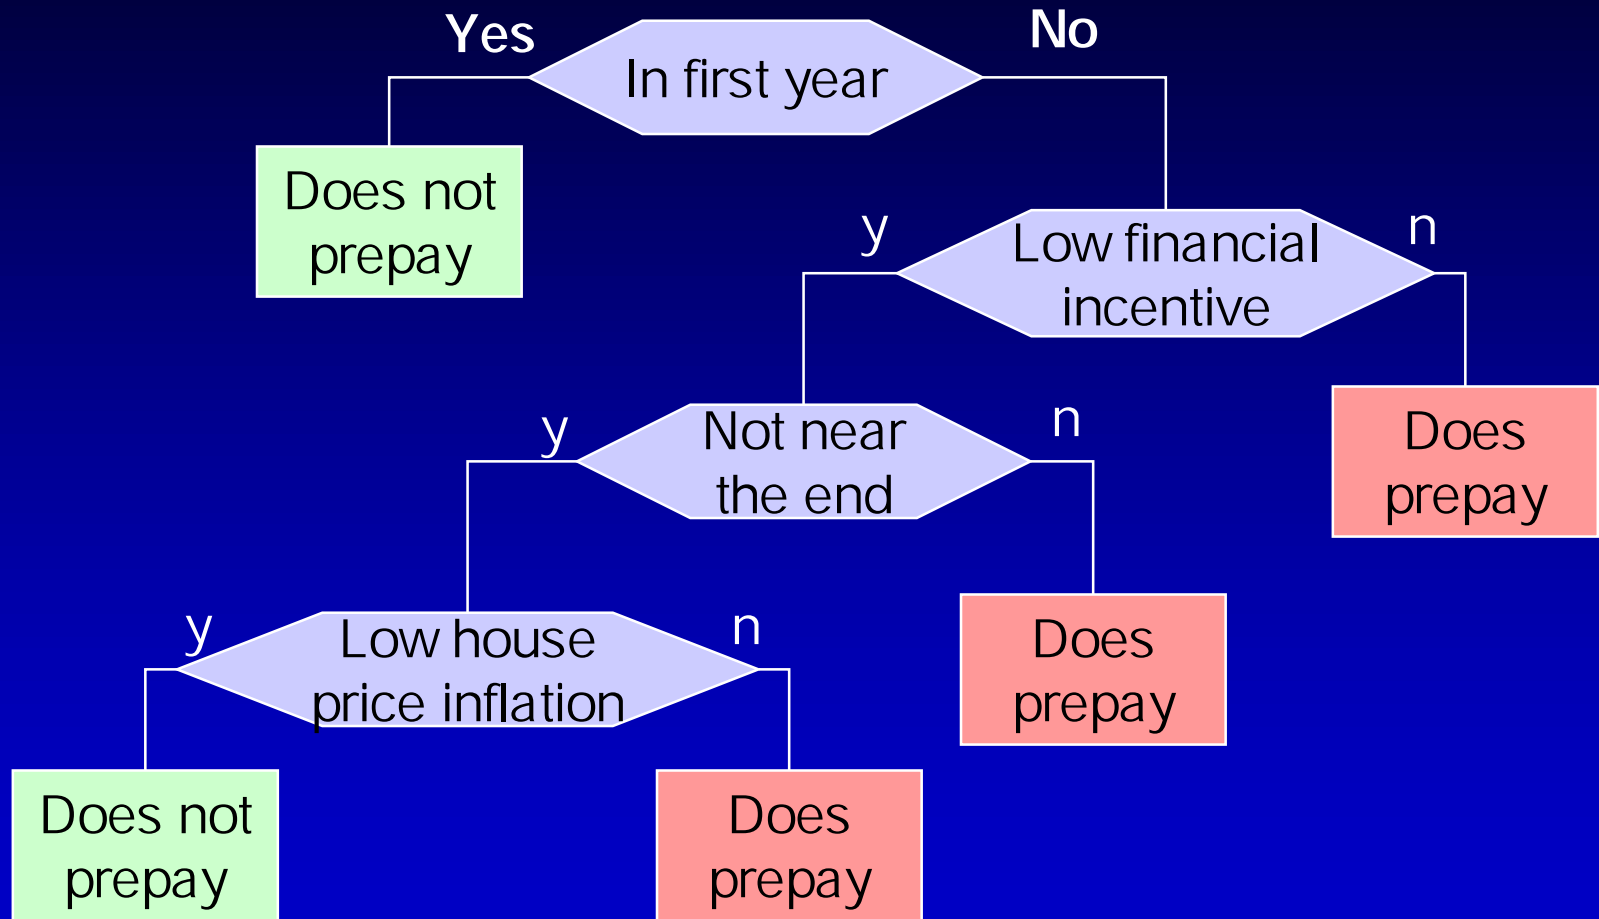 Yes
No
In first year
Does not
prepay
y
n
Low financial
incentive
y
n
Not near
the end
Does
prepay
y
n
Low house
price inflation
Does
prepay
Does not
prepay
Does
prepay